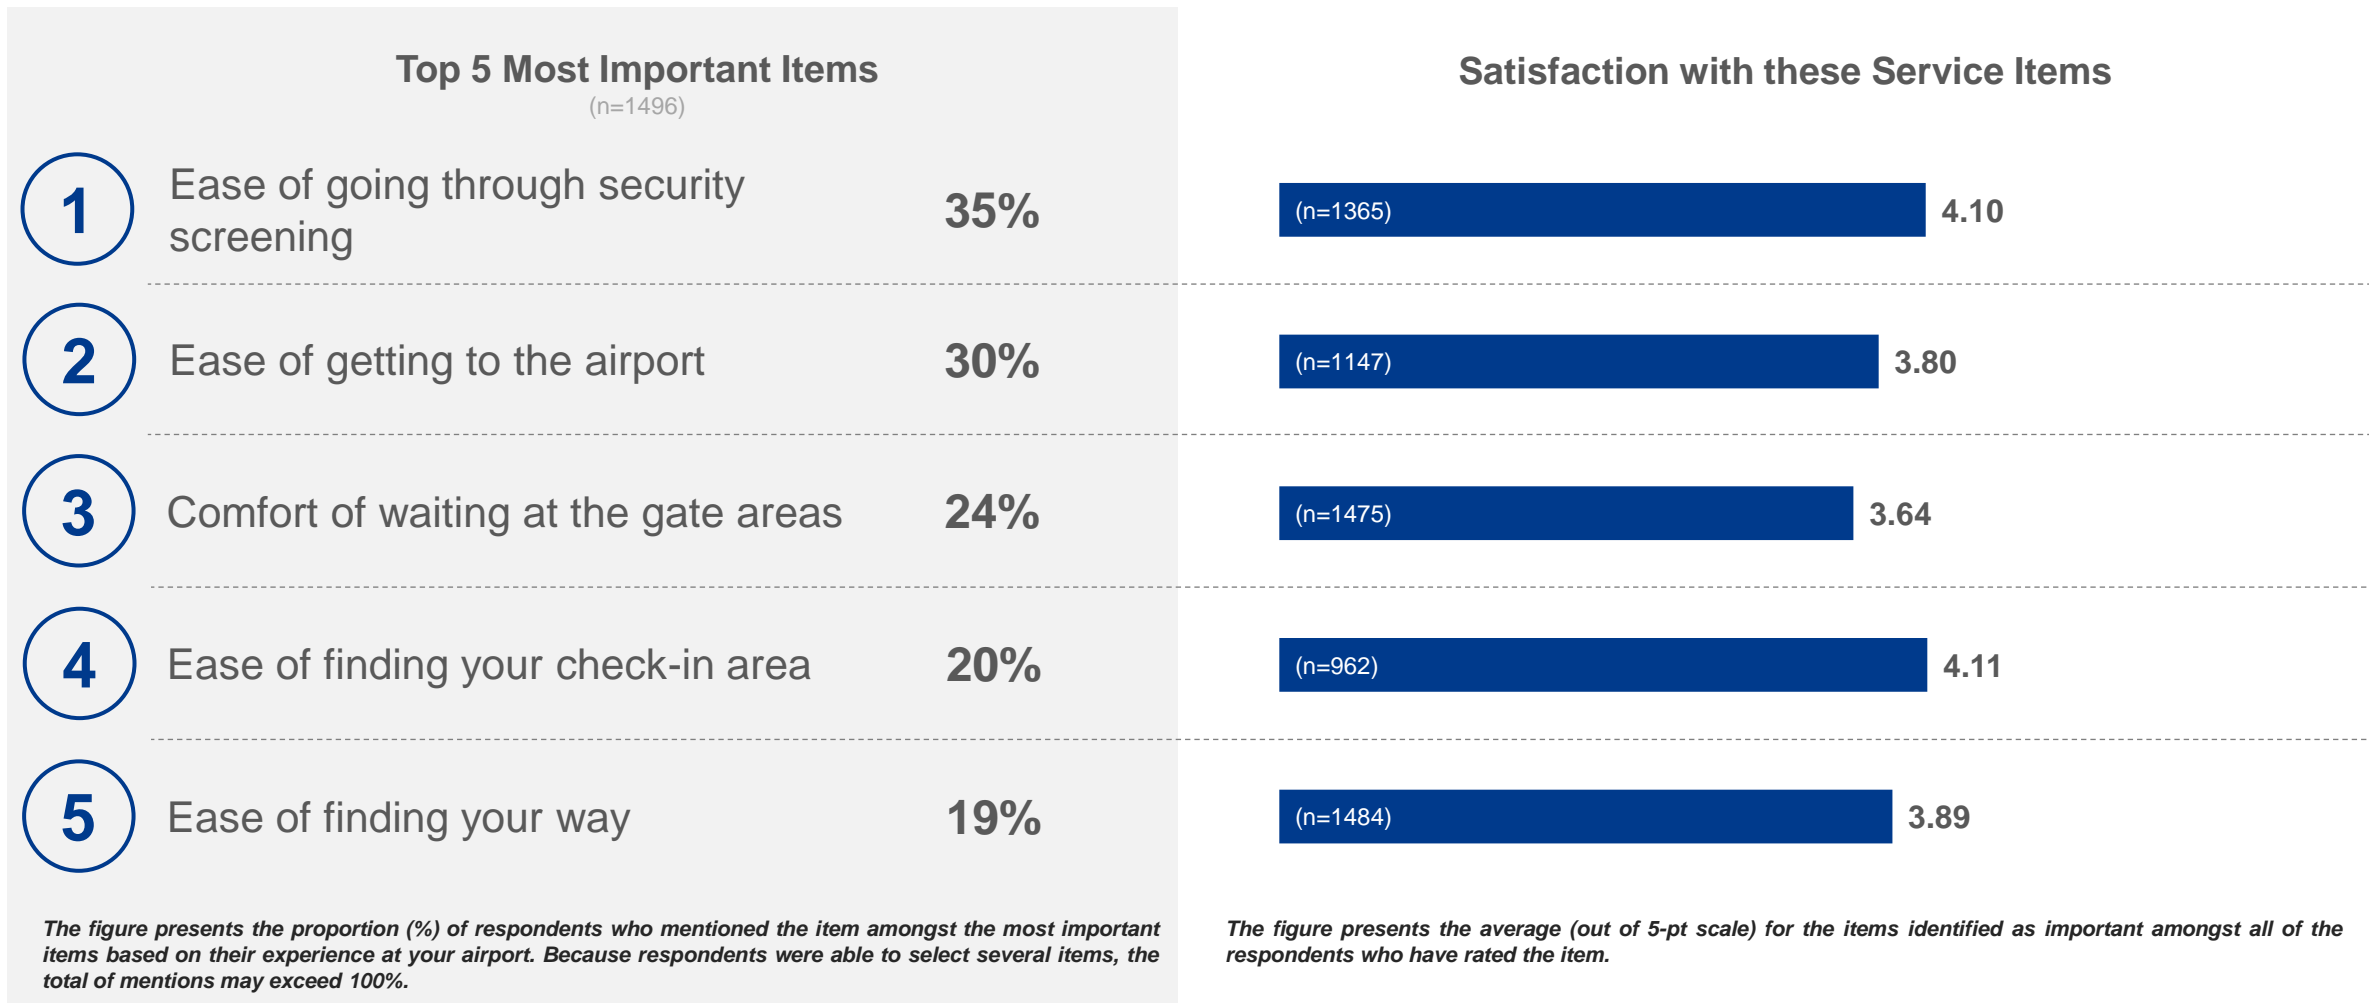 Top 5 Most Important Items
(n=1496)
Satisfaction with these Service Items
1
Ease of going through security
screening
35%
(n=1365)
4.10
2
Ease of getting to the airport
30%
(n=1147)
3.80
3
Comfort of waiting at the gate areas
24%
(n=1475)
3.64
4
Ease of finding your check-in area
20%
(n=962)
4.11
5
Ease of finding your way
19%
(n=1484)
3.89
The figure presents the proportion (%) of respondents who mentioned the item amongst the most important
items based on their experience at your airport. Because respondents were able to select several items, the
total of mentions may exceed 100%.
The figure presents the average (out of 5-pt scale) for the items identified as important amongst all of the
respondents who have rated the item.